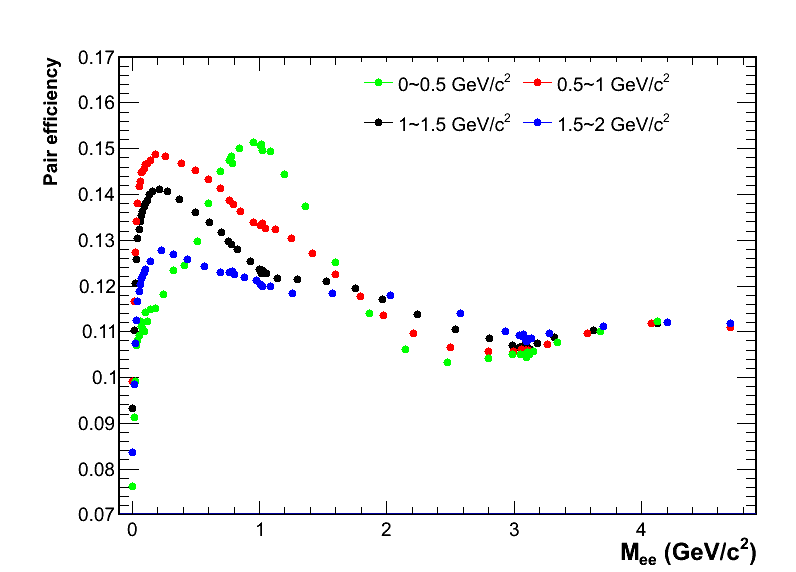 0.17
0~0.5 GeV/c² 0.5~1 GeV/c²
0.16
1~1.5 GeV/c² 1.5~2 GeV/c²
Pair efficiency
0.15
0.14
0.13
0.12
0.11
0.1
0.09
0.08
0.07
0 1 2 3 4
M_ee (GeV/c²)